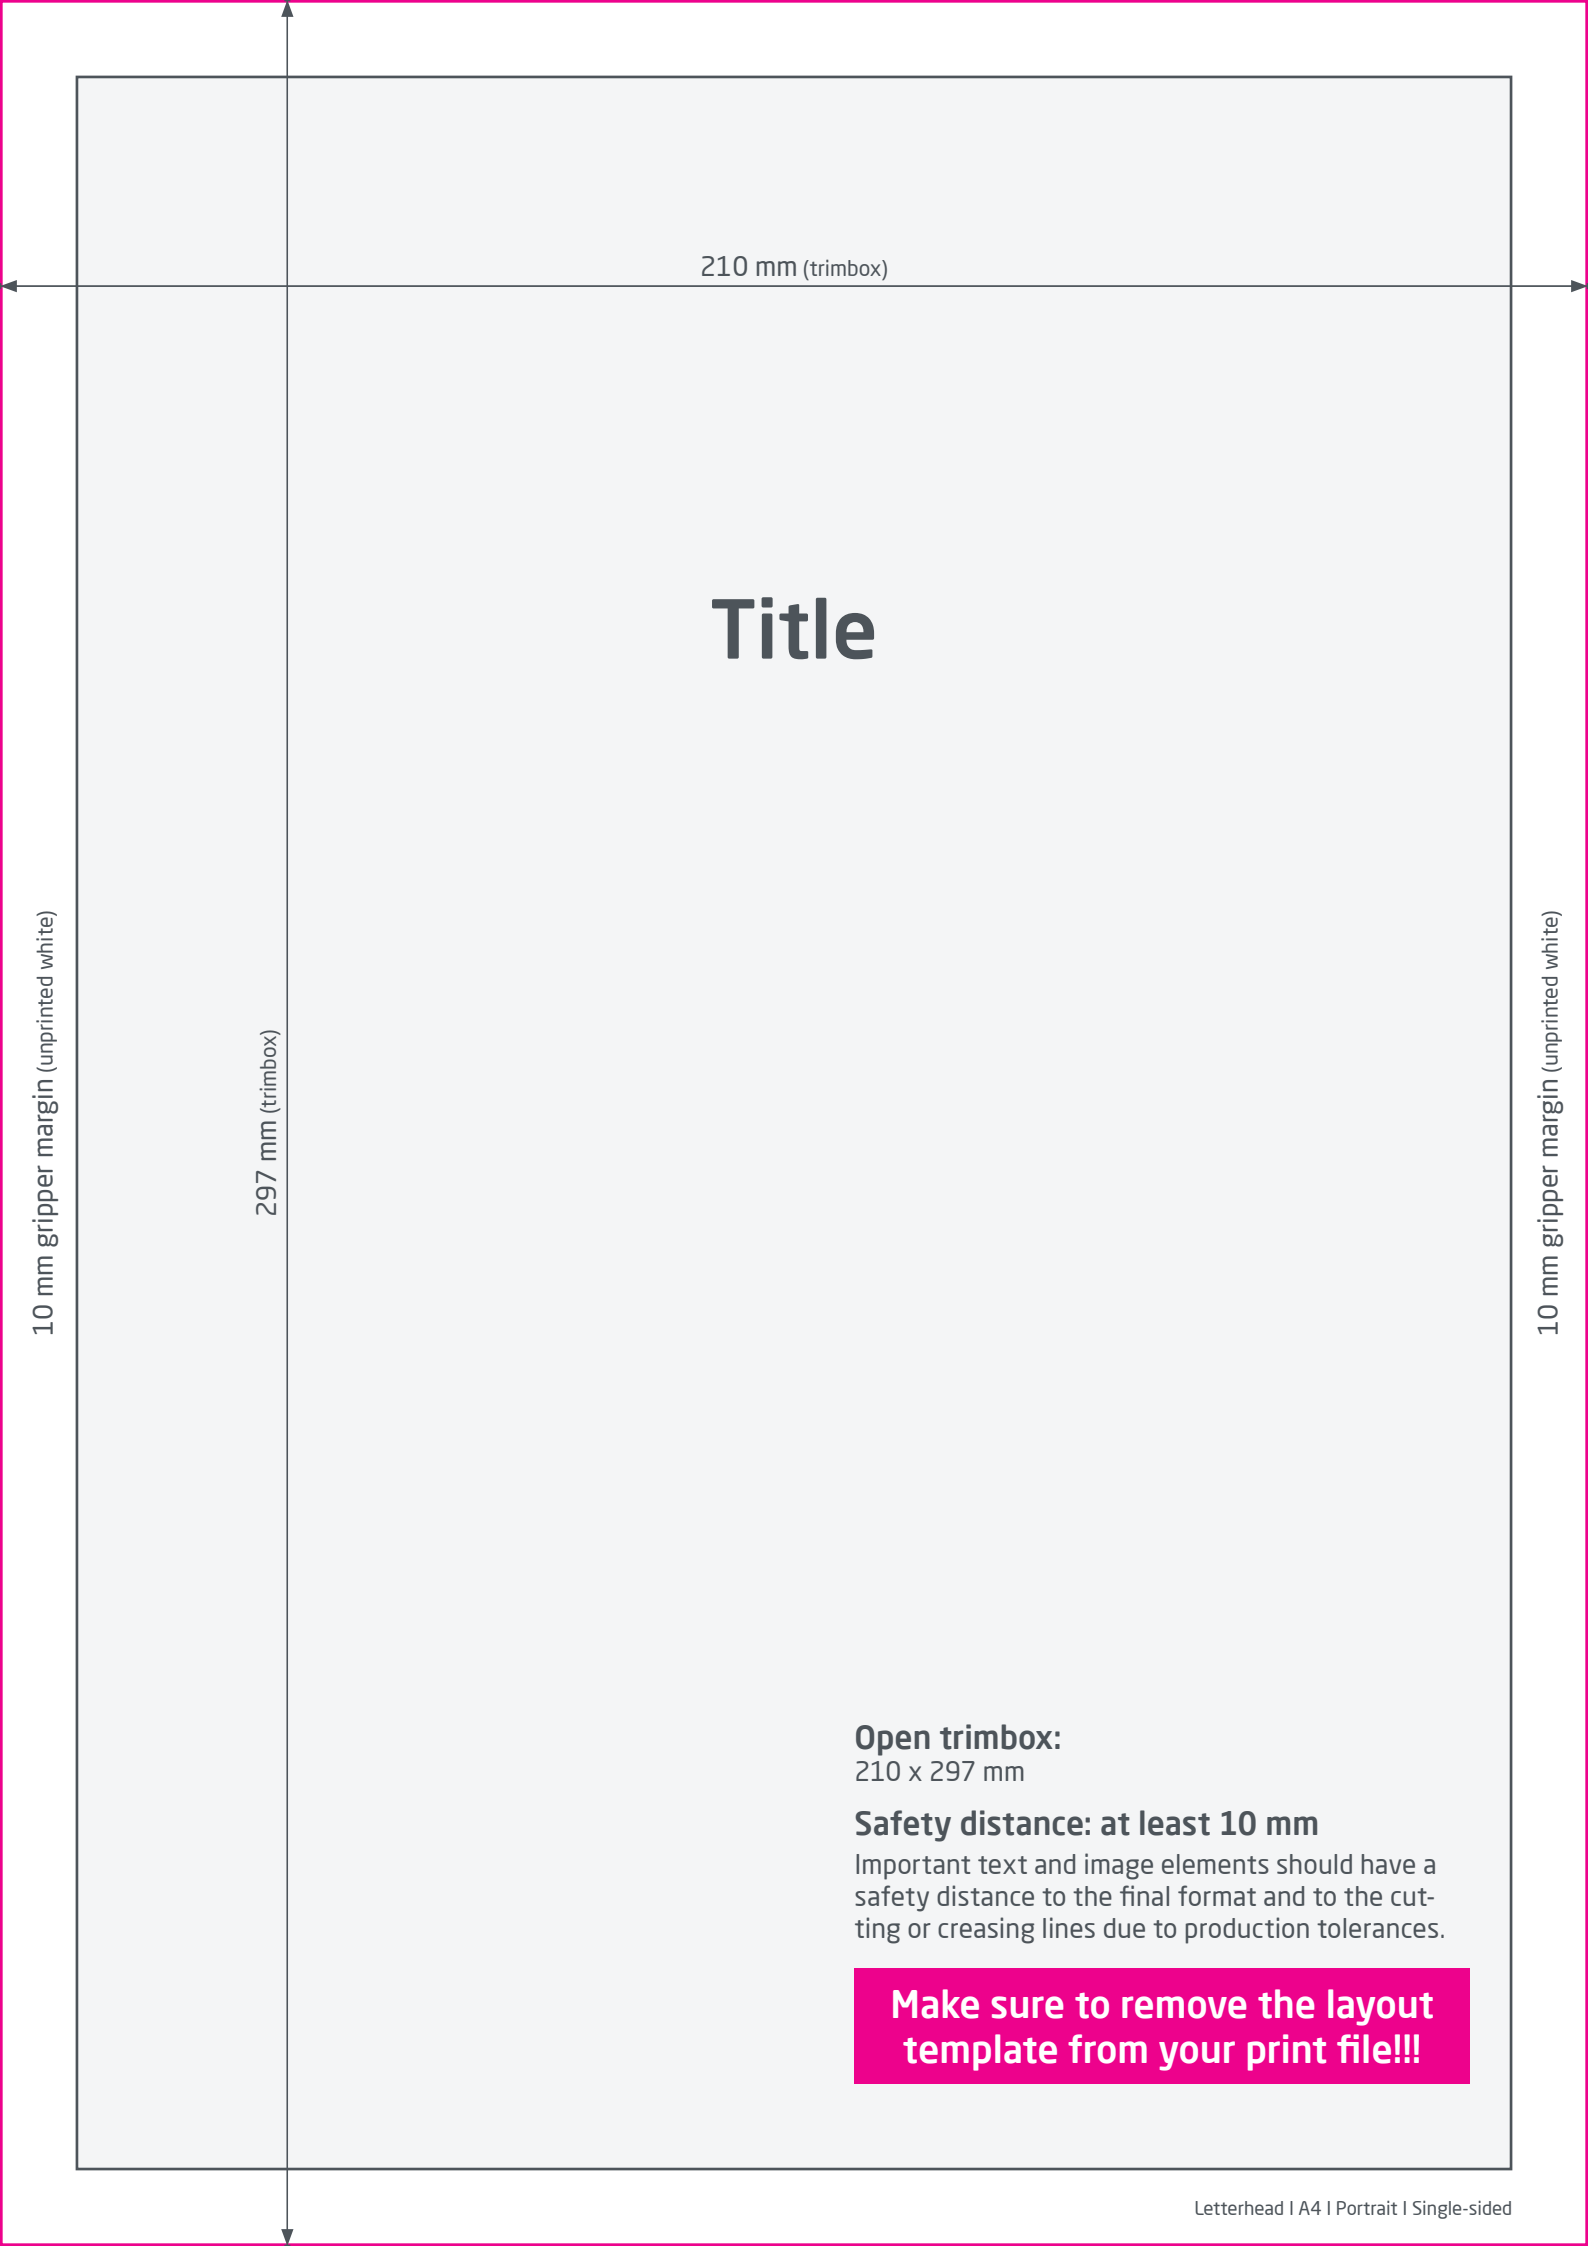 210 mm (trimbox)
Title
10 mm gripper margin (unprinted white)
297 mm (trimbox)
10 mm gripper margin (unprinted white)
Open trimbox:
210 x 297 mm
Safety distance: at least 10 mm
Important text and image elements should have a
safety distance to the final format and to the cut-
ting or creasing lines due to production tolerances.
Make sure to remove the layout
template from your print file!!!
Letterhead I A4 I Portrait I Single-sided